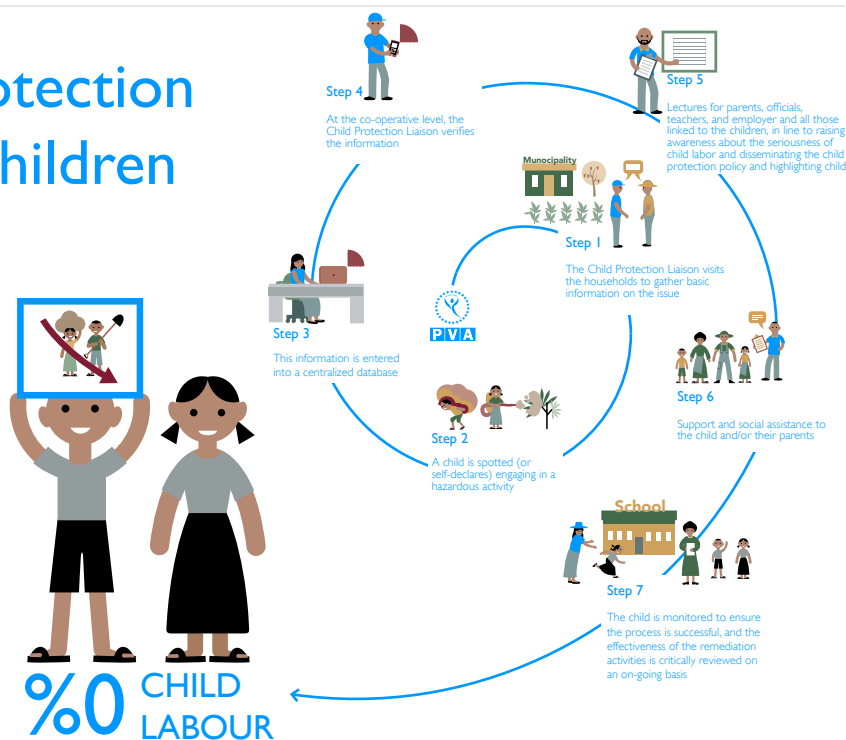 otection
hildren
Step 4
At the co-operative level, the
Child Protection Liaison verifies
the information
Step 5
Lectures for parents, officials,
teachers, and employer and all those
linked to the children, in line to raising
awareness about the seriousness of
child labor and disseminating the child
protection policy and highlighting child
Munocipality
Step 1
The Child Protection Liaison visits
the households to gather basic
information on the issue
PVA
Step 3
This information is entered
into a centralized database
Step 2
A child is spotted (or
self-declares) engaging in a
hazardous activity
Step 6
Support and social assistance to
the child and/or their parents
School
Step 7
The child is monitored to ensure
the process is successful, and the
effectiveness of the remediation
activities is critically reviewed on
an on-going basis
%0 CHILD
LABOUR